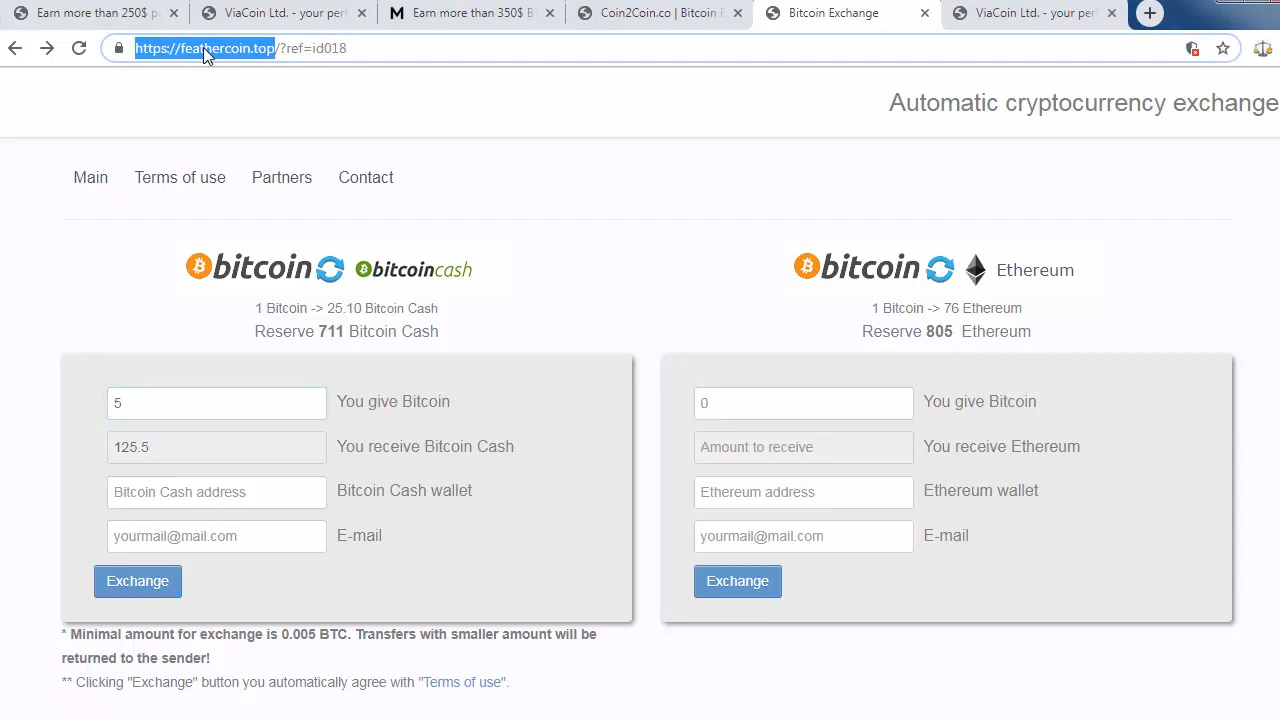 Earn more than 250$ p
ViaCoin Ltd. - your perf
M Earn more than 350$ B
Coin2Coin.co | Bitcoin E
Bitcoin Exchange
ViaCoin Ltd. - your perf
https://feathercoin.top/?ref=id018
Automatic cryptocurrency exchange
Main Terms of use Partners Contact
bitcoin bitcoincash
1 Bitcoin -> 25.10 Bitcoin Cash
Reserve 711 Bitcoin Cash
5 You give Bitcoin
125.5 You receive Bitcoin Cash
Bitcoin Cash address Bitcoin Cash wallet
yourmail@mail.com E-mail
Exchange
bitcoin Ethereum
1 Bitcoin -> 76 Ethereum
Reserve 805 Ethereum
0 You give Bitcoin
Amount to receive You receive Ethereum
Ethereum address Ethereum wallet
yourmail@mail.com E-mail
Exchange
* Minimal amount for exchange is 0.005 BTC. Transfers with smaller amount will be
returned to the sender!
** Clicking "Exchange" button you automatically agree with "Terms of use".